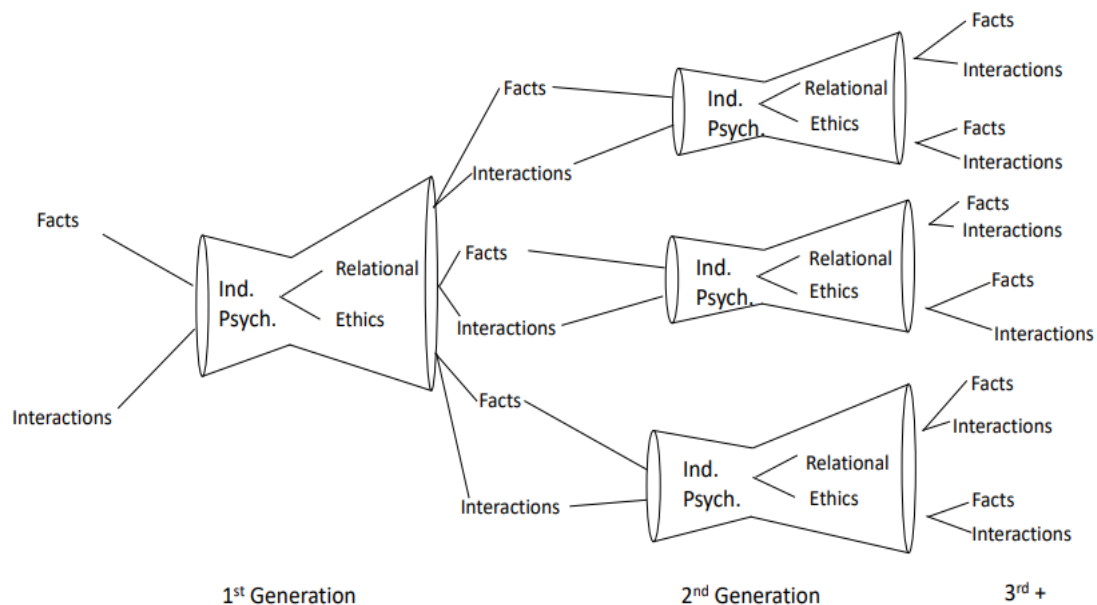 Facts
Interactions
Ind.
Psych.
Relational
Ethics
Facts
Interactions
Facts
Interactions
Facts
Interactions
Ind.
Psych.
Relational
Ethics
Facts
Interactions
Facts
Interactions
Ind.
Psych.
Relational
Ethics
Facts
Interactions
Facts
Interactions
Ind.
Psych.
Relational
Ethics
Facts
Interactions
Facts
Interactions
1st Generation
2nd Generation
3rd +